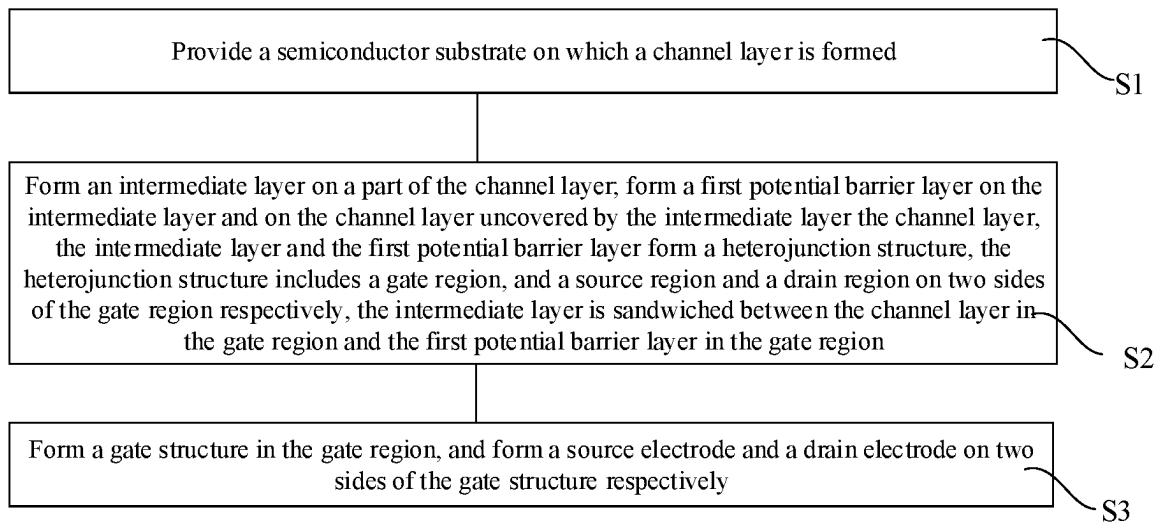 Provide a semiconductor substrate on which a channel layer is formed
S1
Form an intermediate layer on a part of the channel layer; form a first potential barrier layer on the
intermediate layer and on the channel layer uncovered by the intermediate layer the channel layer,
the intermediate layer and the first potential barrier layer form a heterojunction structure, the
heterojunction structure includes a gate region, and a source region and a drain region on two sides
of the gate region respectively, the intermediate layer is sandwiched between the channel layer in
the gate region and the first potential barrier layer in the gate region
S2
Form a gate structure in the gate region, and form a source electrode and a drain electrode on two
sides of the gate structure respectively
S3